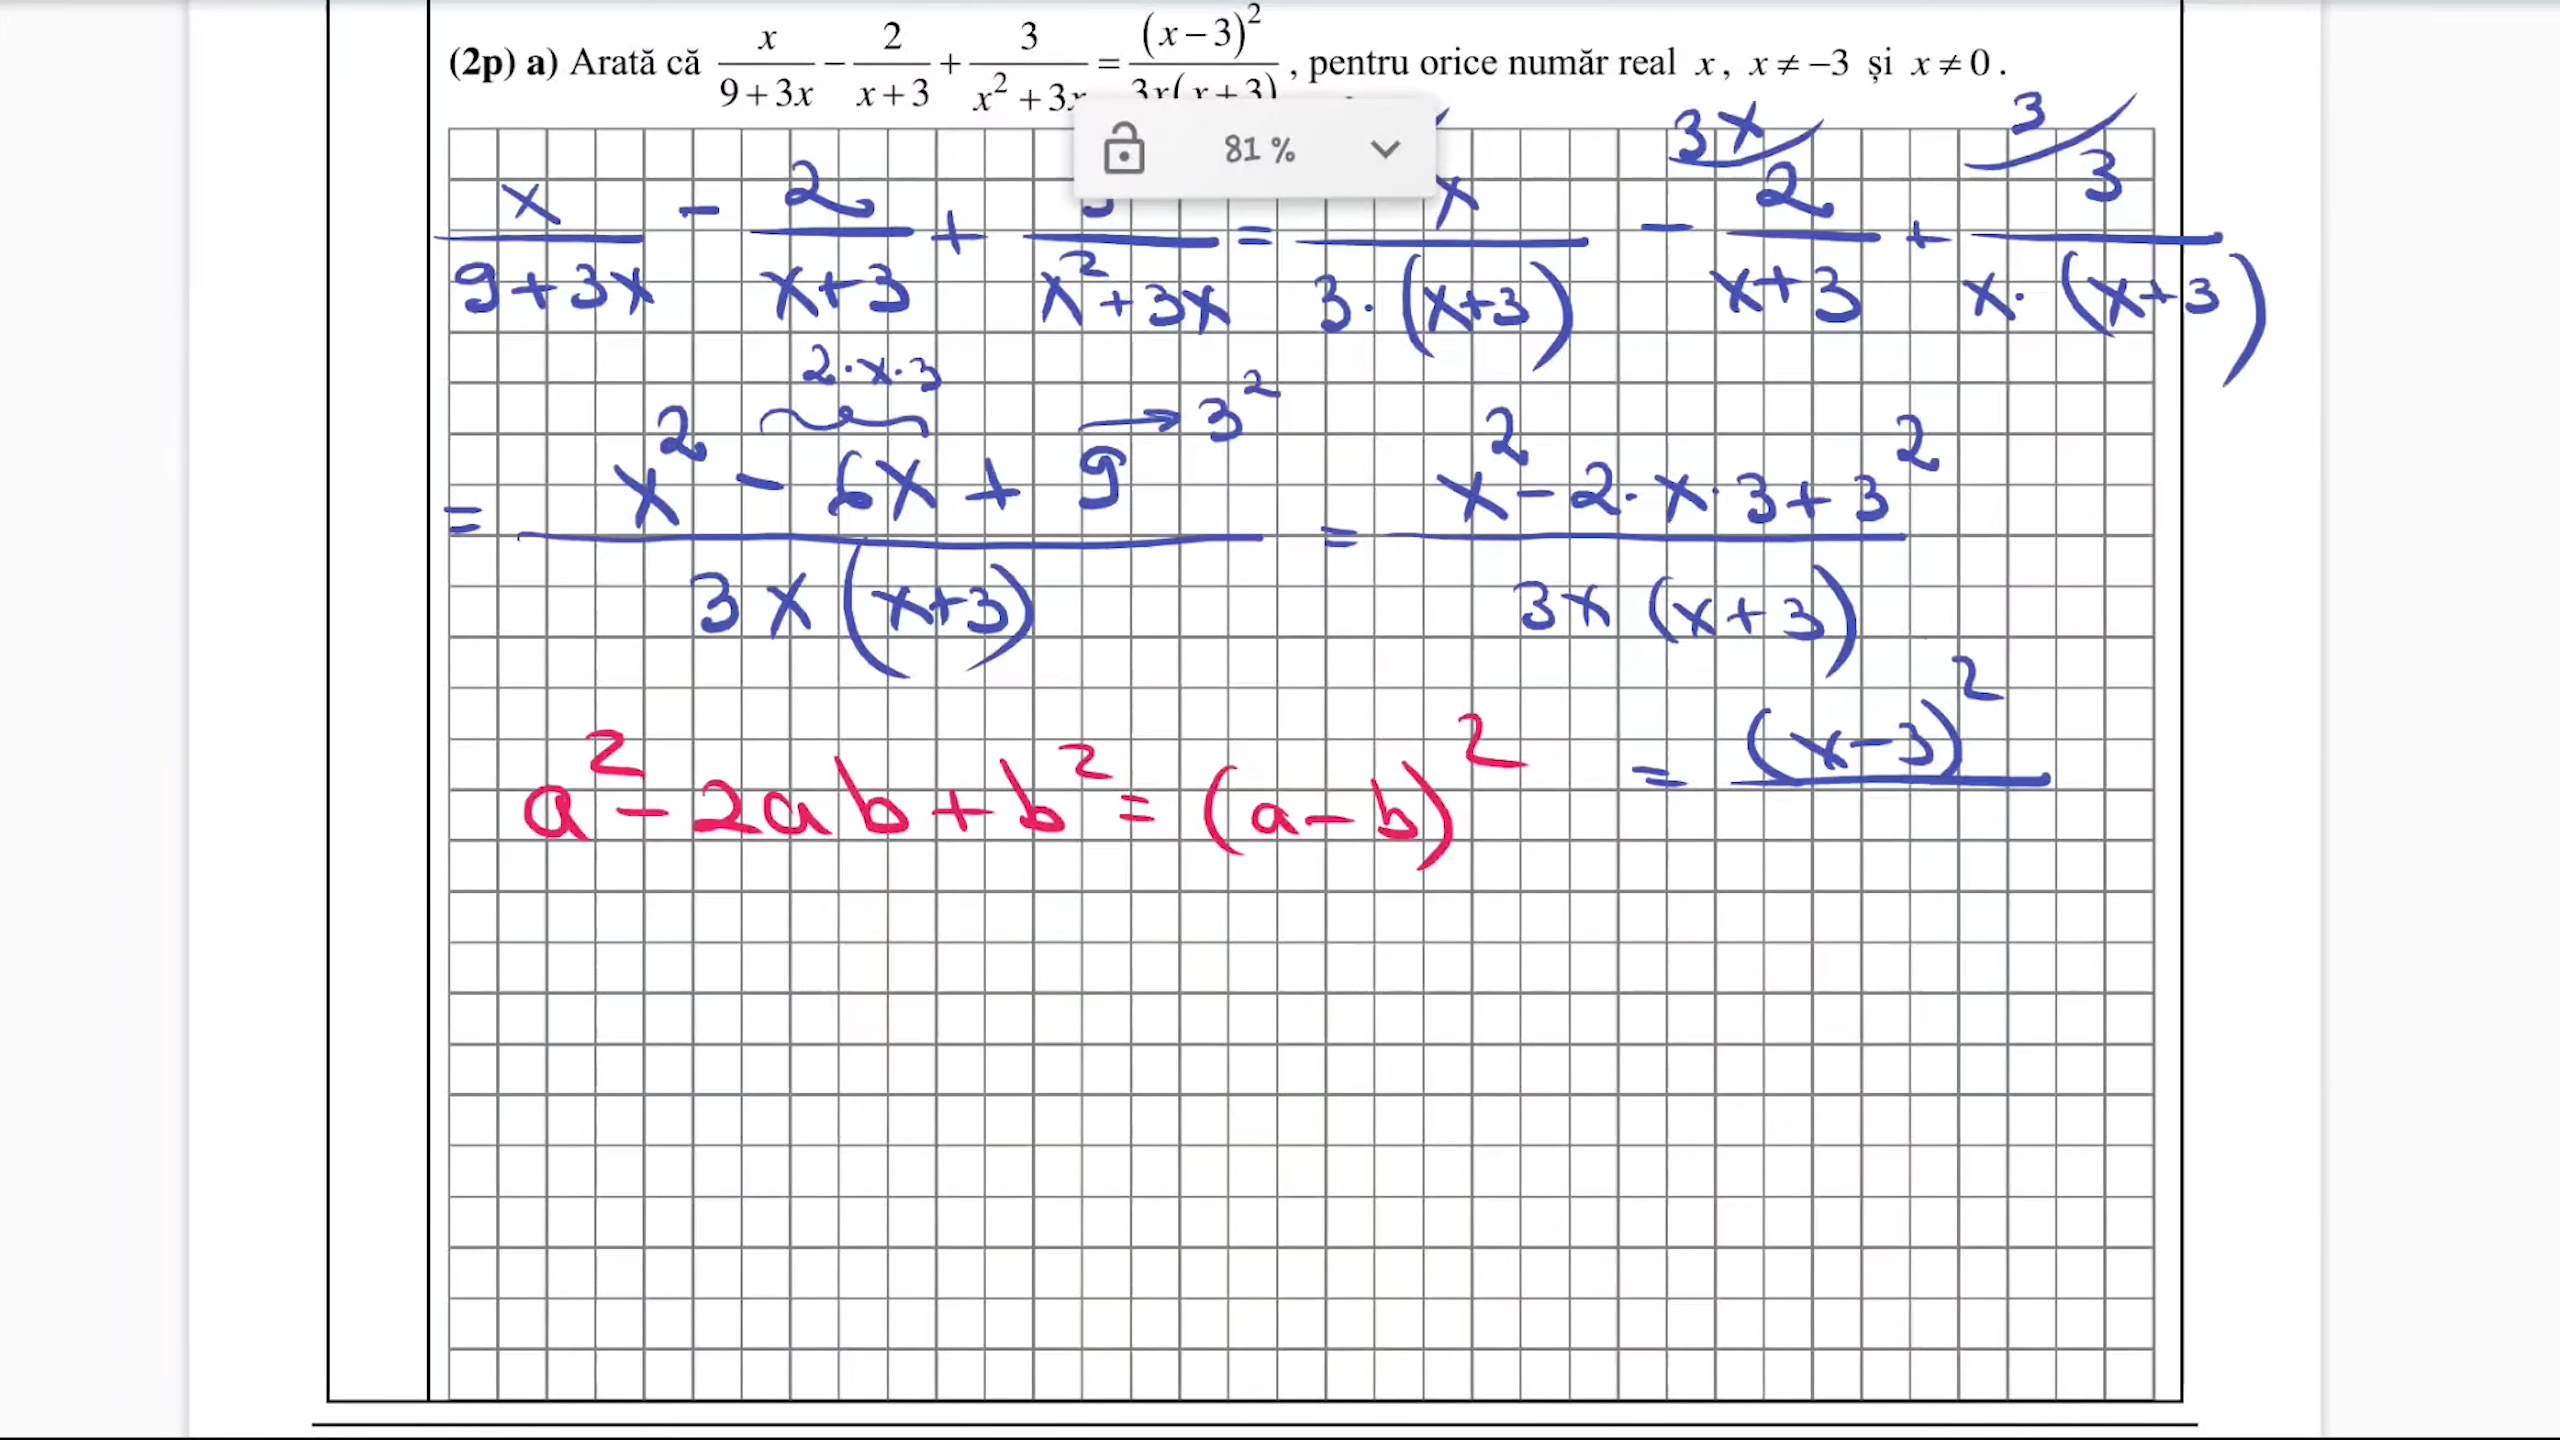 (2p) a) Arată că x/(9+3x) − 2/(x+3) + 3/(x²+3x) = (x−3)²/(3x(x+3)), pentru orice număr real x, x ≠ −3 și x ≠ 0.
81 %
3x 3
x/(9+3x) − 2/(x+3) + 3/(x²+3x) = x/(3·(x+3)) − 2/(x+3) + 3/(x·(x+3))
2·x·3 → 3²
= (x² − 6x + 9)/(3x(x+3)) = (x² − 2·x·3 + 3²)/(3x(x+3))
a² − 2ab + b² = (a−b)² = (x−3)²